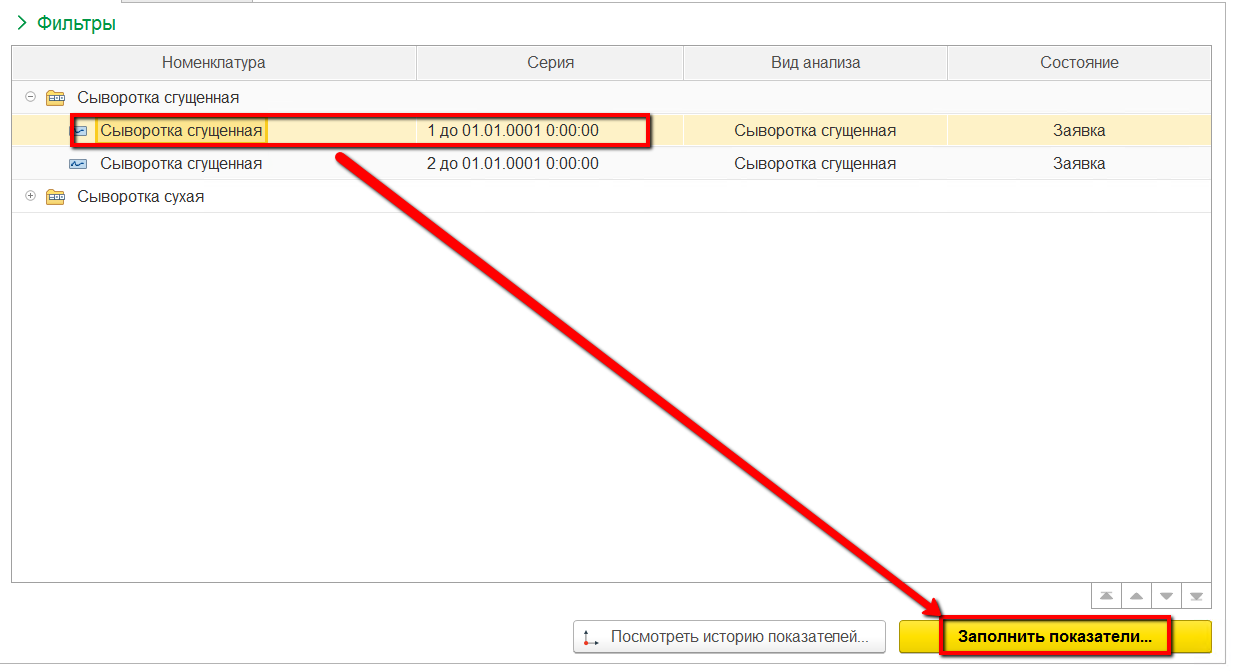 Фильтры
Номенклатура Серия Вид анализа Состояние
Сыворотка сгущенная
Сыворотка сгущенная 1 до 01.01.0001 0:00:00 Сыворотка сгущенная Заявка
Сыворотка сгущенная 2 до 01.01.0001 0:00:00 Сыворотка сгущенная Заявка
Сыворотка сухая
Посмотреть историю показателей... Заполнить показатели...